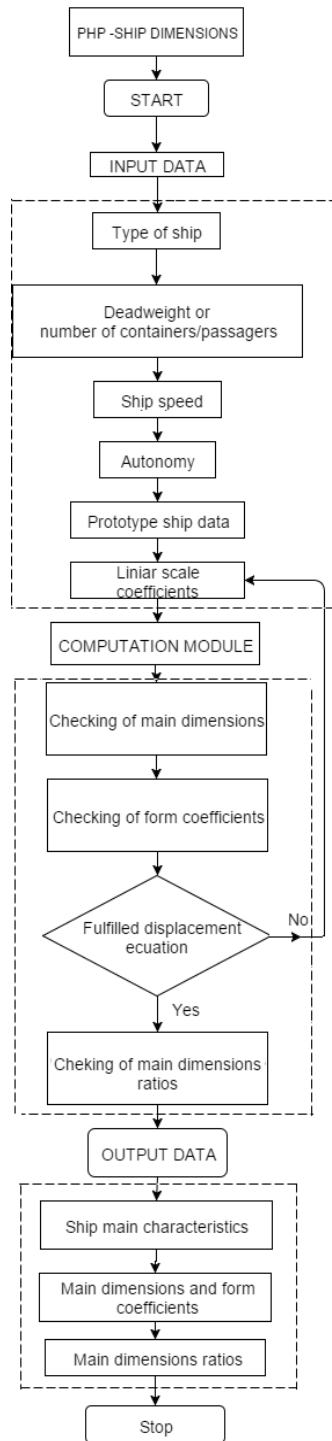 PHP -SHIP DIMENSIONS
START
INPUT DATA
Type of ship
Deadweight or
number of containers/passagers
Ship speed
Autonomy
Prototype ship data
Liniar scale
coefficients
COMPUTATION MODULE
Checking of main dimensions
Checking of form coefficients
Fulfilled displacement
ecuation
No
Yes
Cheking of main dimensions
ratios
OUTPUT DATA
Ship main characteristics
Main dimensions and form
coefficients
Main dimensions ratios
Stop